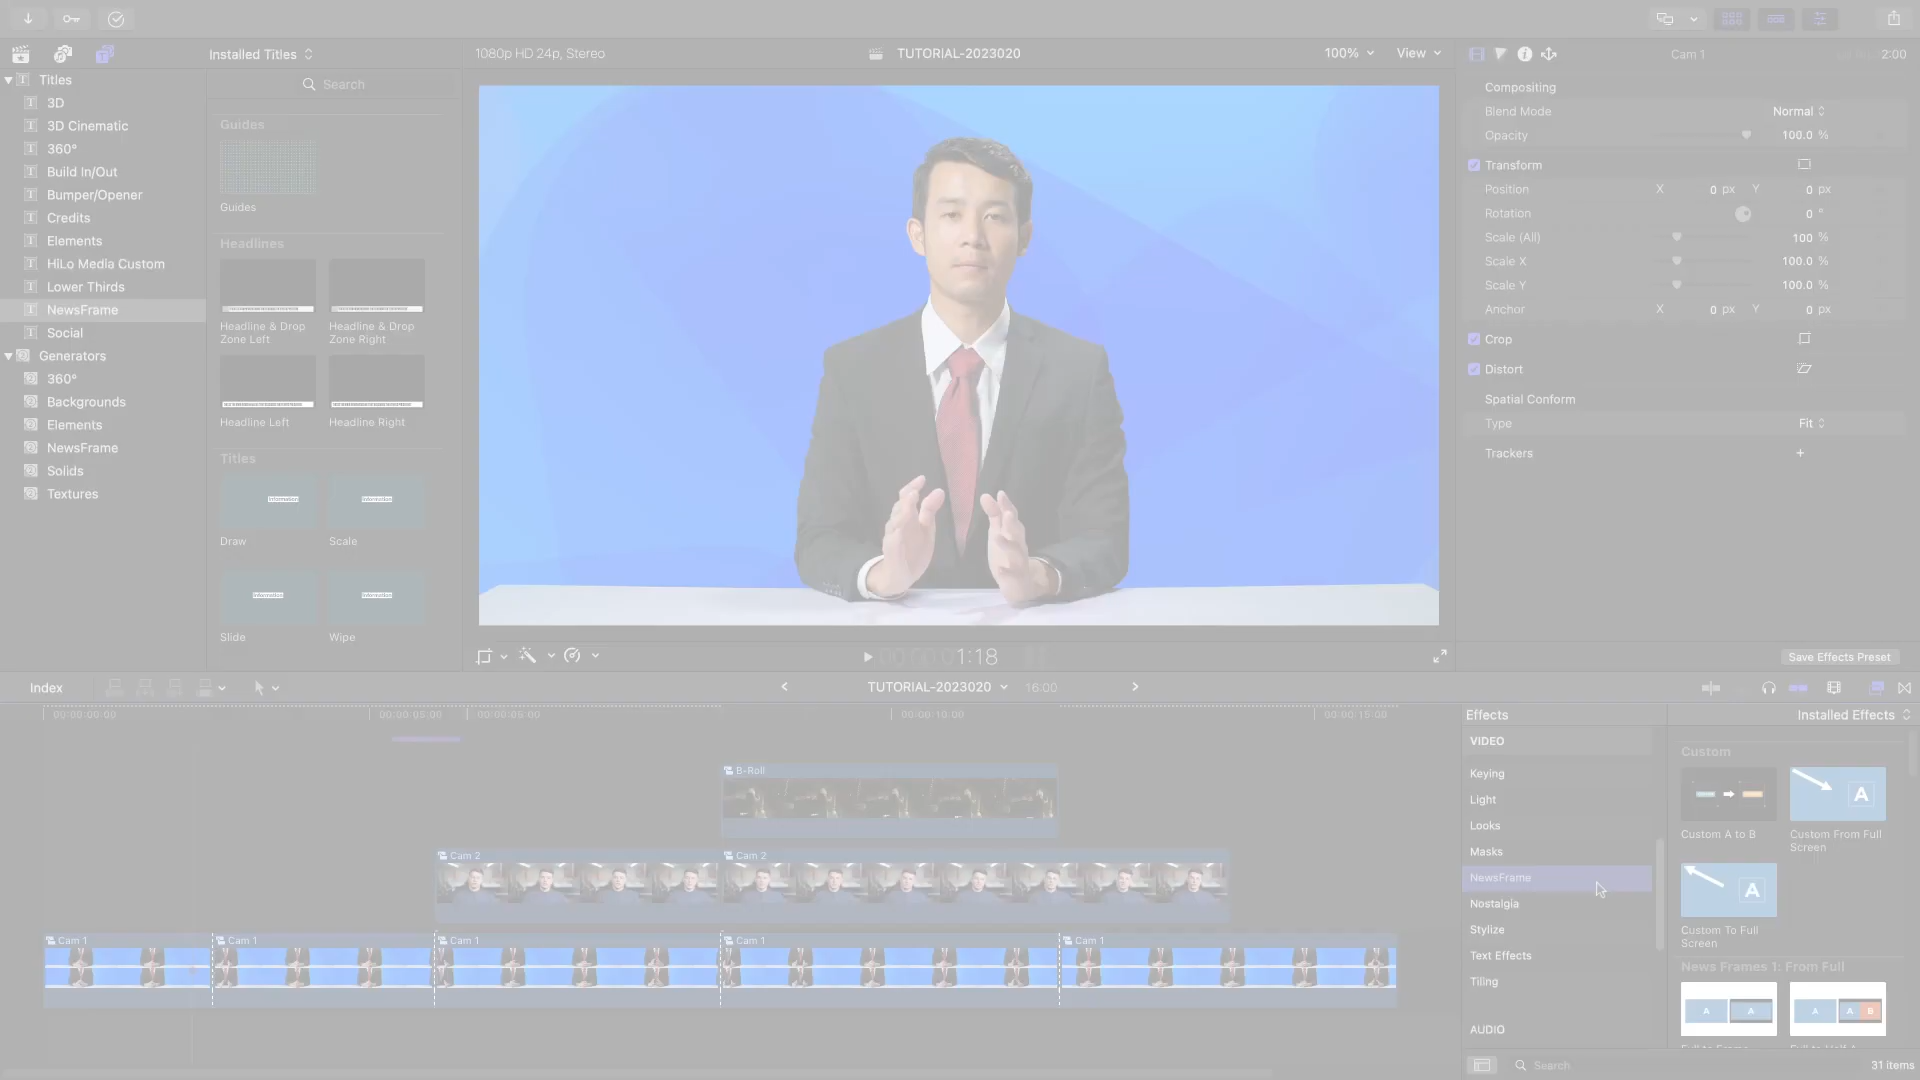 Installed Titles
1080p HD 24p, Stereo
TUTORIAL-2023020
100%
View
Cam 1
2:00
Titles
3D
3D Cinematic
360°
Build In/Out
Bumper/Opener
Credits
Elements
HiLo Media Custom
Lower Thirds
NewsFrame
Social
Generators
360°
Backgrounds
Elements
NewsFrame
Solids
Textures
Search
Guides
Guides
Headlines
Headline & Drop Zone Left
Headline & Drop Zone Right
Headline Left
Headline Right
Titles
Information
Information
Draw
Scale
Information
Information
Slide
Wipe
Compositing
Blend Mode
Normal
Opacity
100.0 %
Transform
Position
X 0 px Y 0 px
Rotation
0 °
Scale (All)
100 %
Scale X
100.0 %
Scale Y
100.0 %
Anchor
X 0 px Y 0 px
Crop
Distort
Spatial Conform
Type
Fit
Trackers
Save Effects Preset
1:18
Index
TUTORIAL-2023020
16:00
00:00:00:00
00:00:05:00
00:00:05:00
00:00:10:00
00:00:15:00
B-Roll
Cam 2
Cam 2
Cam 1
Cam 1
Cam 1
Cam 1
Cam 1
Effects
Installed Effects
VIDEO
Keying
Light
Looks
Masks
NewsFrame
Nostalgia
Stylize
Text Effects
Tiling
AUDIO
Custom
A
Custom A to B
Custom From Full Screen
A
Custom To Full Screen
News Frames 1: From Full
A A
A A B
Search
31 items